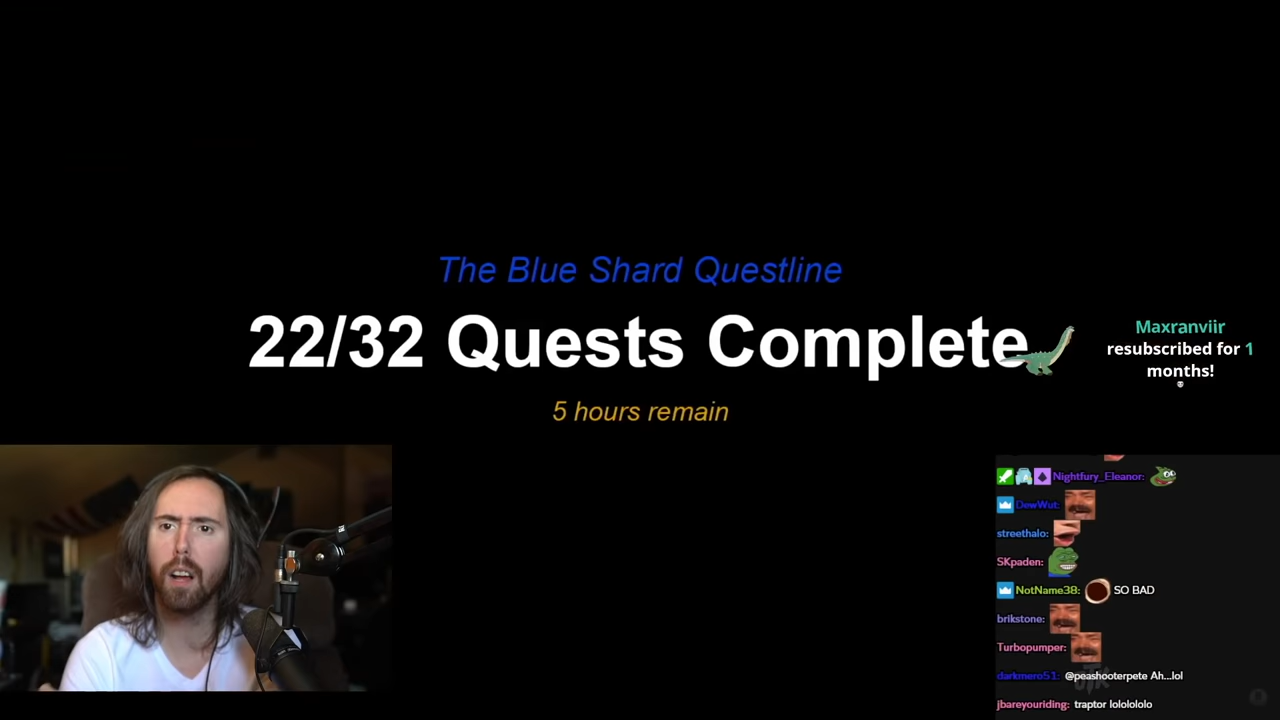 The Blue Shard Questline
22/32 Quests Complete
5 hours remain
Maxranviir
resubscribed for 1
months!
Nightfury_Eleanor:
DewWut:
streethalo:
SKpaden:
NotName38: SO BAD
brikstone:
Turbopumper:
darkmero51: @peashooterpete Ah...lol
jbareyouriding: traptor lololololo